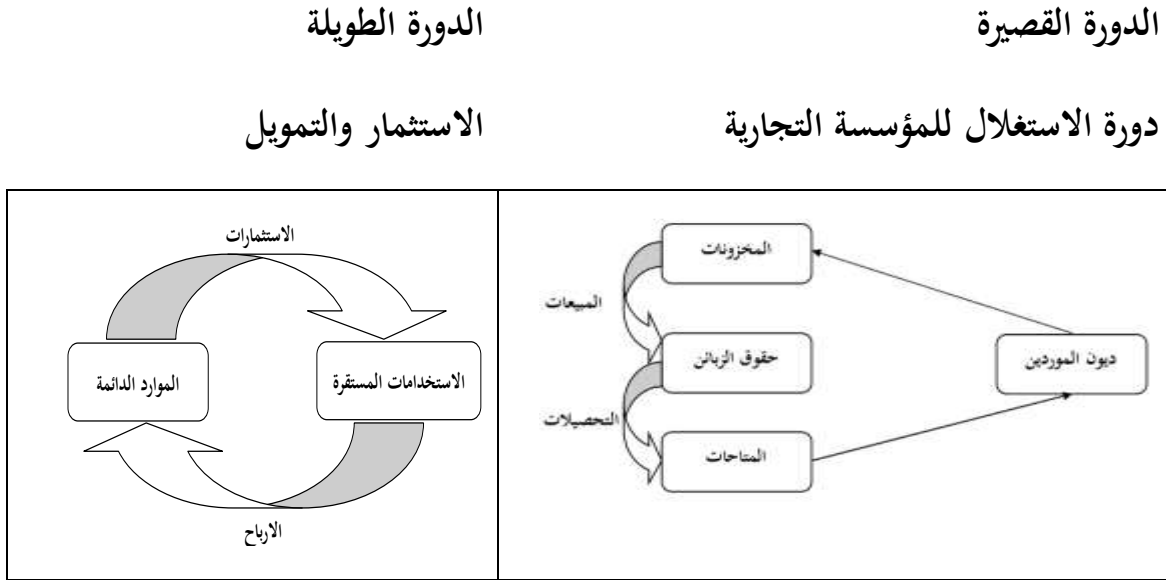 الدورة القصيرة
الدورة الطويلة
دورة الاستغلال للمؤسسة التجارية
الاستثمار والتمويل
المخزونات
المبيعات
حقوق الزبائن
ديون الموردين
التحصيلات
المتاحات
الاستثمارات
الاستخدامات المستقرة
الموارد الدائمة
الارباح